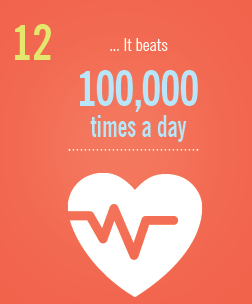 12
... It beats
100,000
times a day